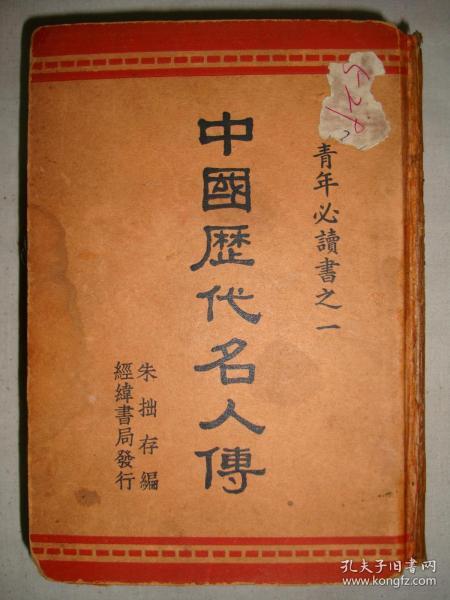 青年必讀書之一
中國歷代名人傳
朱拙存編
經緯書局發行
孔夫子旧书网
www.kongfz.com